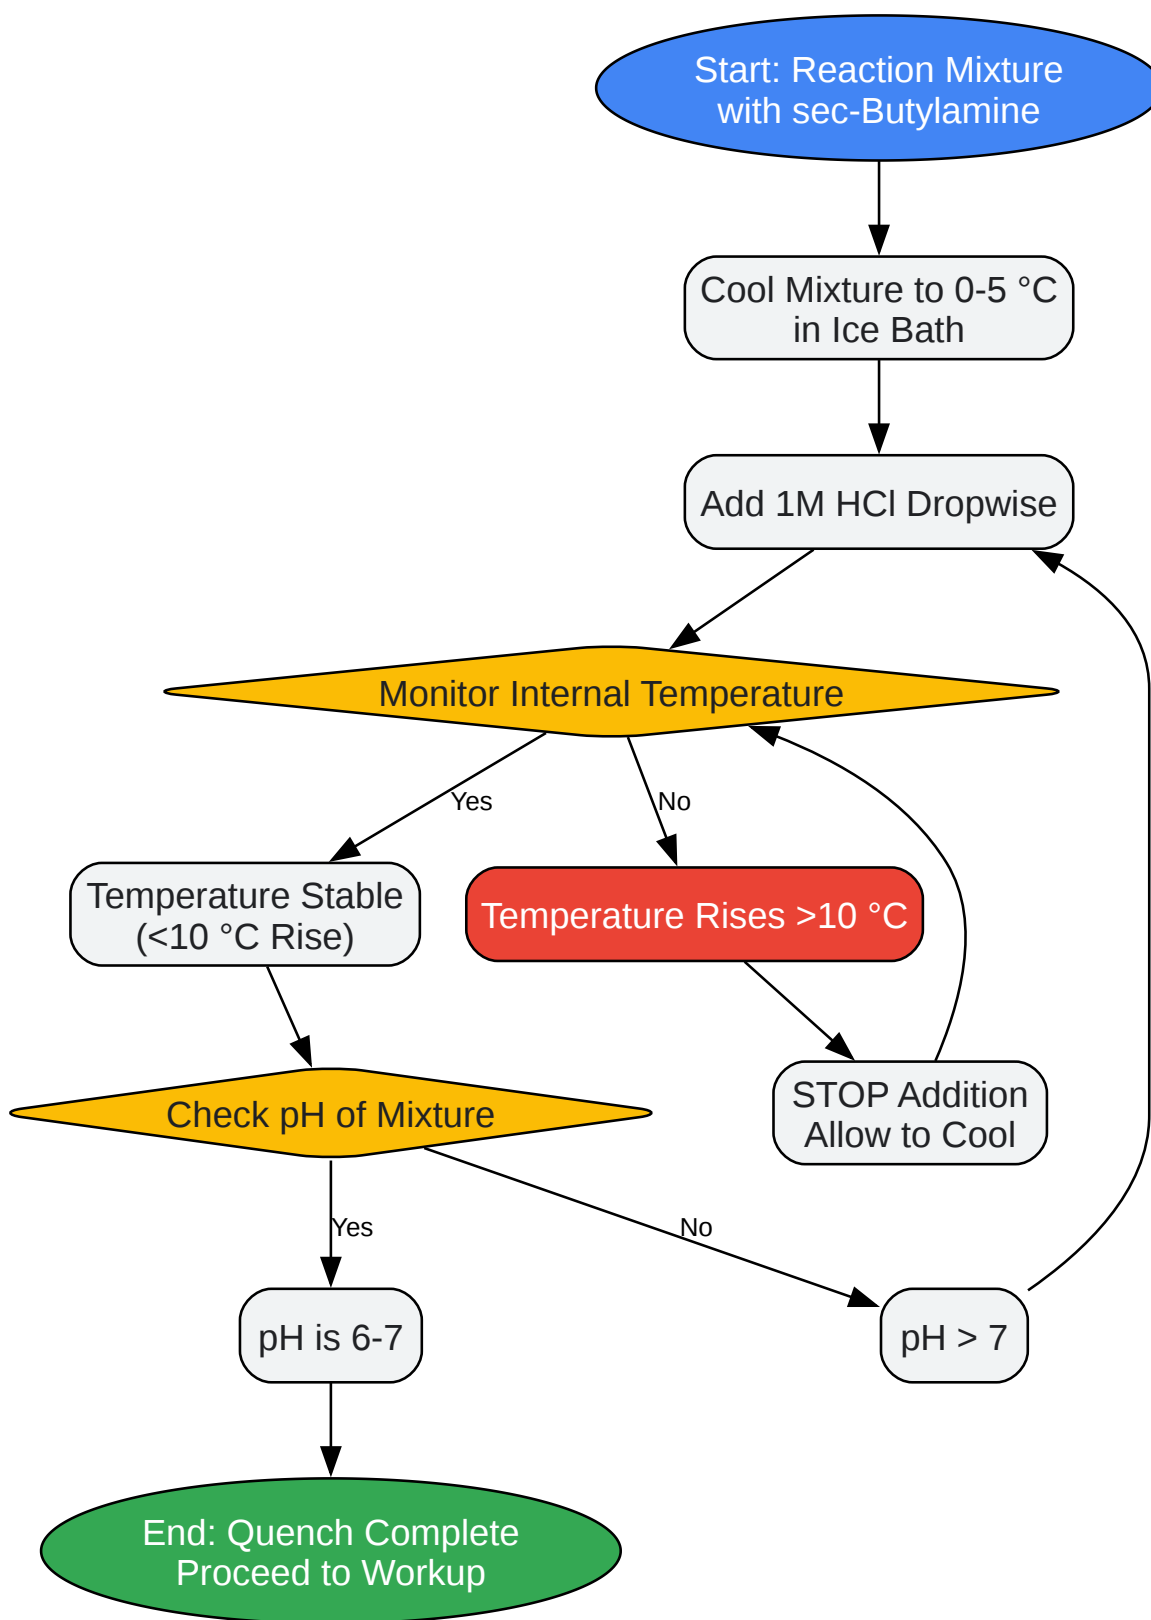 Start: Reaction Mixture
with sec-Butylamine
Cool Mixture to 0-5 °C
in Ice Bath
Add 1M HCl Dropwise
Monitor Internal Temperature
Yes
No
Temperature Stable
(<10 °C Rise)
Temperature Rises >10 °C
STOP Addition
Allow to Cool
Check pH of Mixture
Yes
No
pH is 6-7
pH > 7
End: Quench Complete
Proceed to Workup